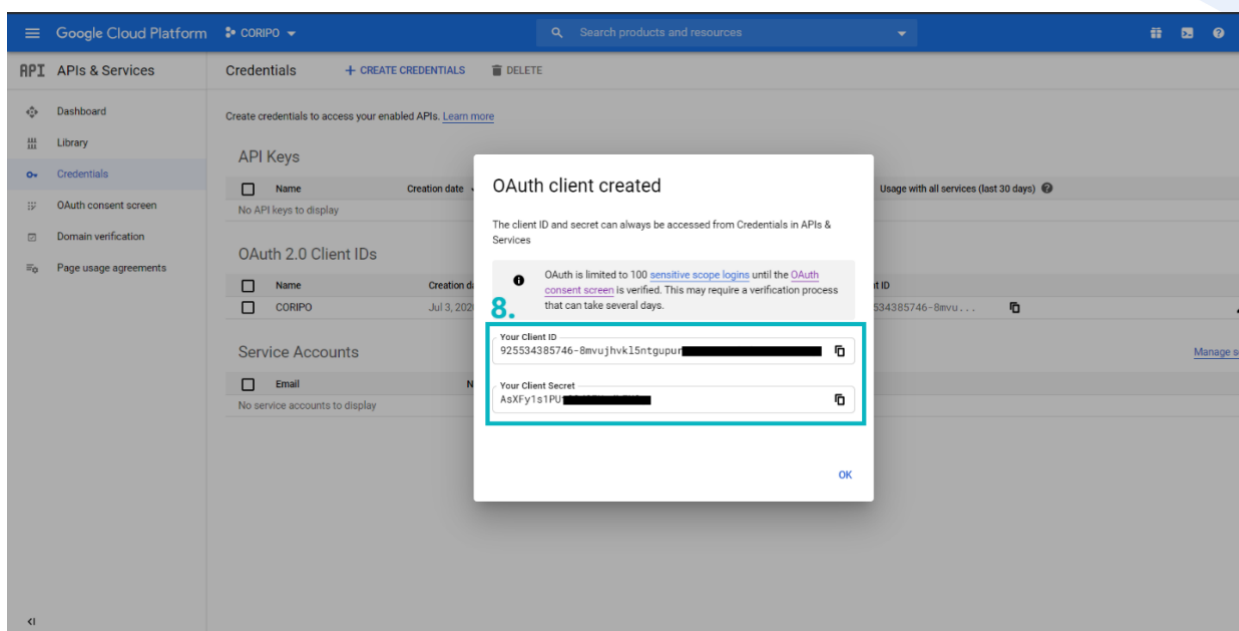 Google Cloud Platform
CORIPO
Search products and resources
API APIs & Services
Credentials
+ CREATE CREDENTIALS
DELETE
Dashboard
Library
Credentials
OAuth consent screen
Domain verification
Page usage agreements
Create credentials to access your enabled APIs. Learn more
API Keys
Name Creation date Usage with all services (last 30 days)
No API keys to display
OAuth 2.0 Client IDs
Name
CORIPO Jul 3, 534385746-8mvu...
Service Accounts
Manage
Email
No service accounts to display
OAuth client created
The client ID and secret can always be accessed from Credentials in APIs &
Services
OAuth is limited to 100 sensitive scope logins until the OAuth
consent screen is verified. This may require a verification process
that can take several days.
8.
Your Client ID
925534385746-8mvujhvkl5ntgupur
Your Client Secret
AsXFy1s1PU
OK